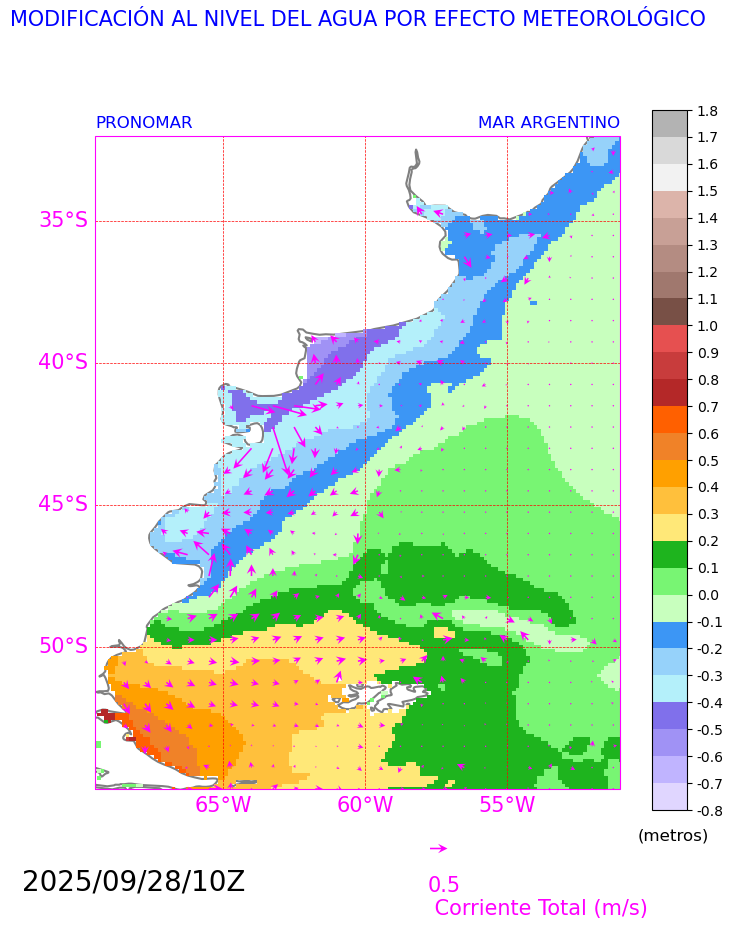 MODIFICACIÓN AL NIVEL DEL AGUA POR EFECTO METEOROLÓGICO
PRONOMAR MAR ARGENTINO
35°S
40°S
45°S
50°S
65°W 60°W 55°W
1.8
1.7
1.6
1.5
1.4
1.3
1.2
1.1
1.0
0.9
0.8
0.7
0.6
0.5
0.4
0.3
0.2
0.1
0.0
-0.1
-0.2
-0.3
-0.4
-0.5
-0.6
-0.7
-0.8
(metros)
2025/09/28/10Z
0.5
Corriente Total (m/s)